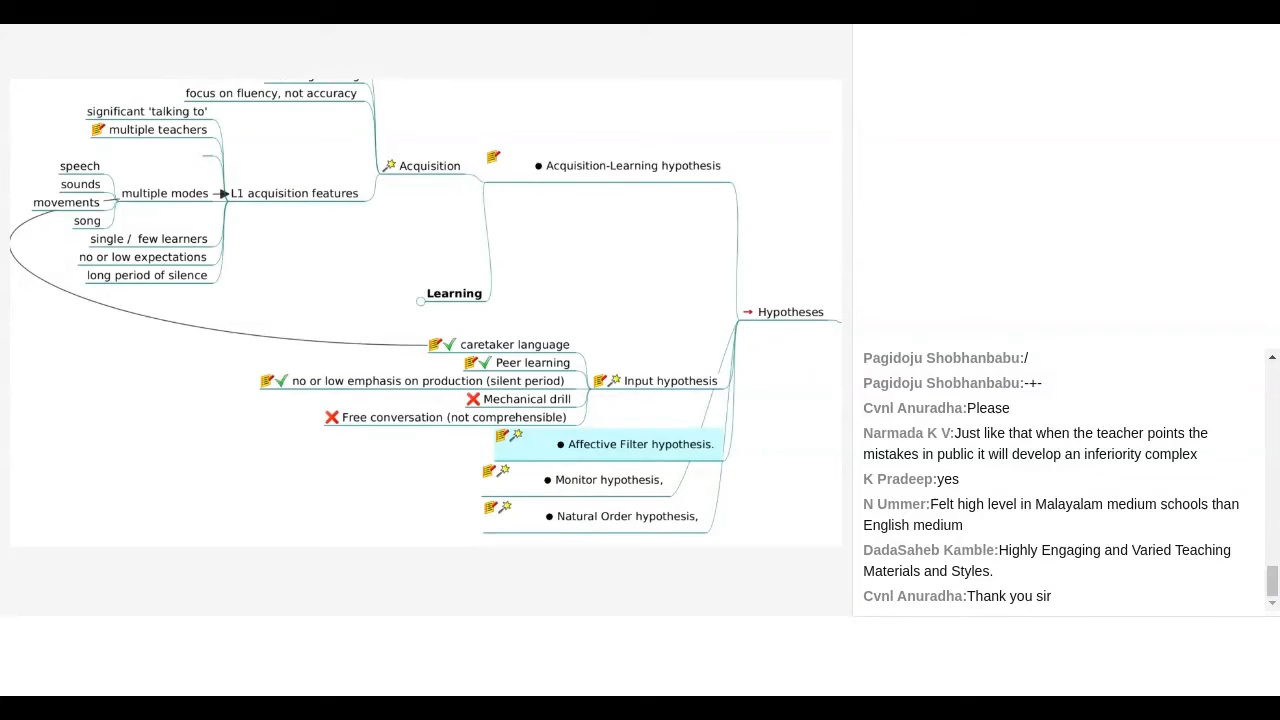 focus on fluency, not accuracy
significant 'talking to'
multiple teachers
Acquisition
● Acquisition-Learning hypothesis
speech
sounds
multiple modes
L1 acquisition features
movements
song
single / few learners
no or low expectations
long period of silence
Learning
Hypotheses
caretaker language
Peer learning
no or low emphasis on production (silent period)
Input hypothesis
Mechanical drill
Free conversation (not comprehensible)
● Affective Filter hypothesis.
● Monitor hypothesis,
● Natural Order hypothesis,
Pagidoju Shobhanbabu:/
Pagidoju Shobhanbabu:-+-
Cvnl Anuradha:Please
Narmada K V:Just like that when the teacher points the
mistakes in public it will develop an inferiority complex
K Pradeep:yes
N Ummer:Felt high level in Malayalam medium schools than
English medium
DadaSaheb Kamble:Highly Engaging and Varied Teaching
Materials and Styles.
Cvnl Anuradha:Thank you sir